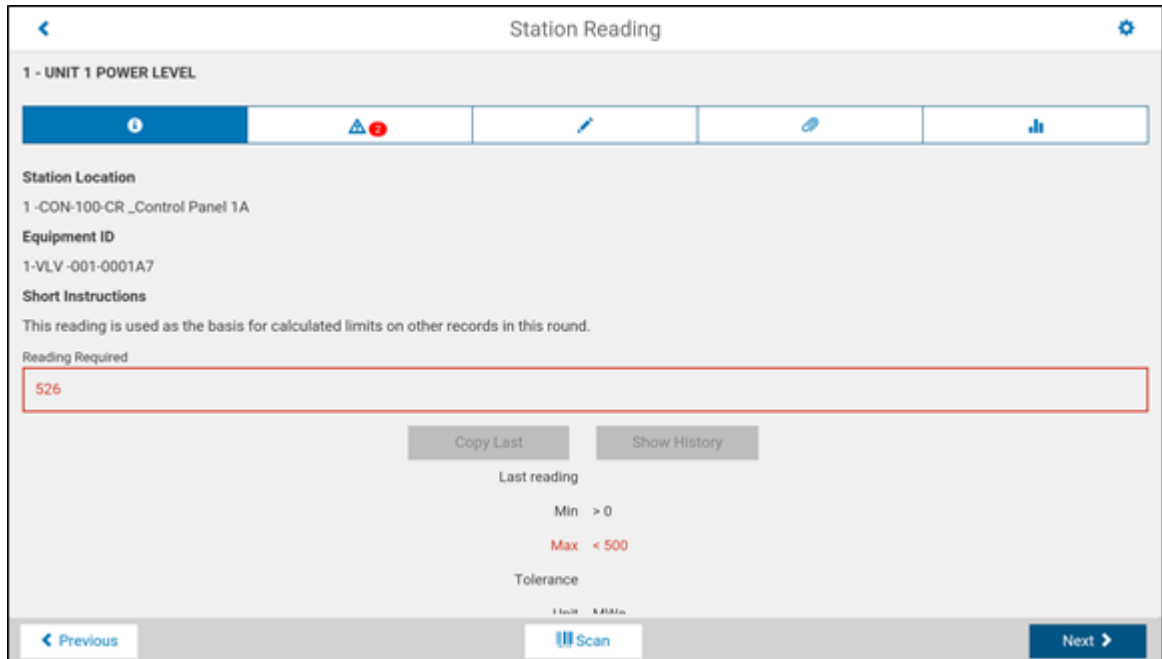 Station Reading
1 - UNIT 1 POWER LEVEL
2
Station Location
1 -CON-100-CR _Control Panel 1A
Equipment ID
1-VLV -001-0001A7
Short Instructions
This reading is used as the basis for calculated limits on other records in this round.
Reading Required
526
Copy Last Show History
Last reading
Min > 0
Max < 500
Tolerance
Unit
Previous Scan Next